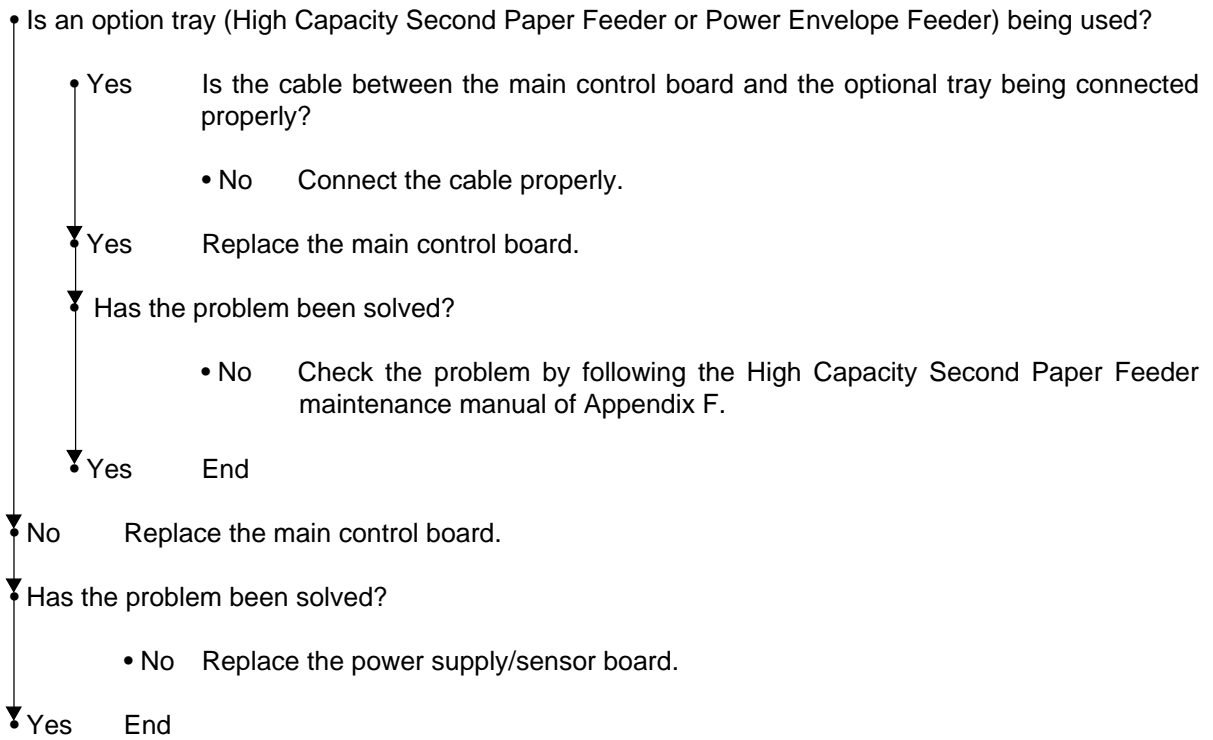 • Is an option tray (High Capacity Second Paper Feeder or Power Envelope Feeder) being used?
• Yes Is the cable between the main control board and the optional tray being connected
properly?
• No Connect the cable properly.
• Yes Replace the main control board.
• Has the problem been solved?
• No Check the problem by following the High Capacity Second Paper Feeder
maintenance manual of Appendix F.
• Yes End
• No Replace the main control board.
• Has the problem been solved?
• No Replace the power supply/sensor board.
• Yes End